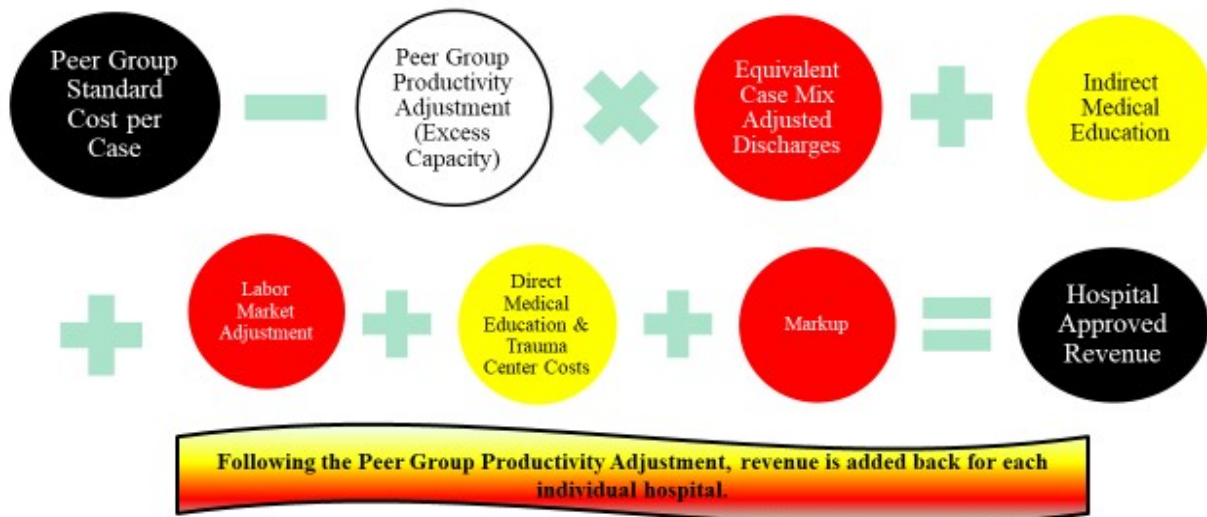 Peer Group
Standard
Cost per
Case
Peer Group
Productivity
Adjustment
(Excess
Capacity)
Equivalent
Case Mix
Adjusted
Discharges
Indirect
Medical
Education
Labor
Market
Adjustment
Direct
Medical
Education &
Trauma
Center Costs
Markup
Hospital
Approved
Revenue
Following the Peer Group Productivity Adjustment, revenue is added back for each
individual hospital.